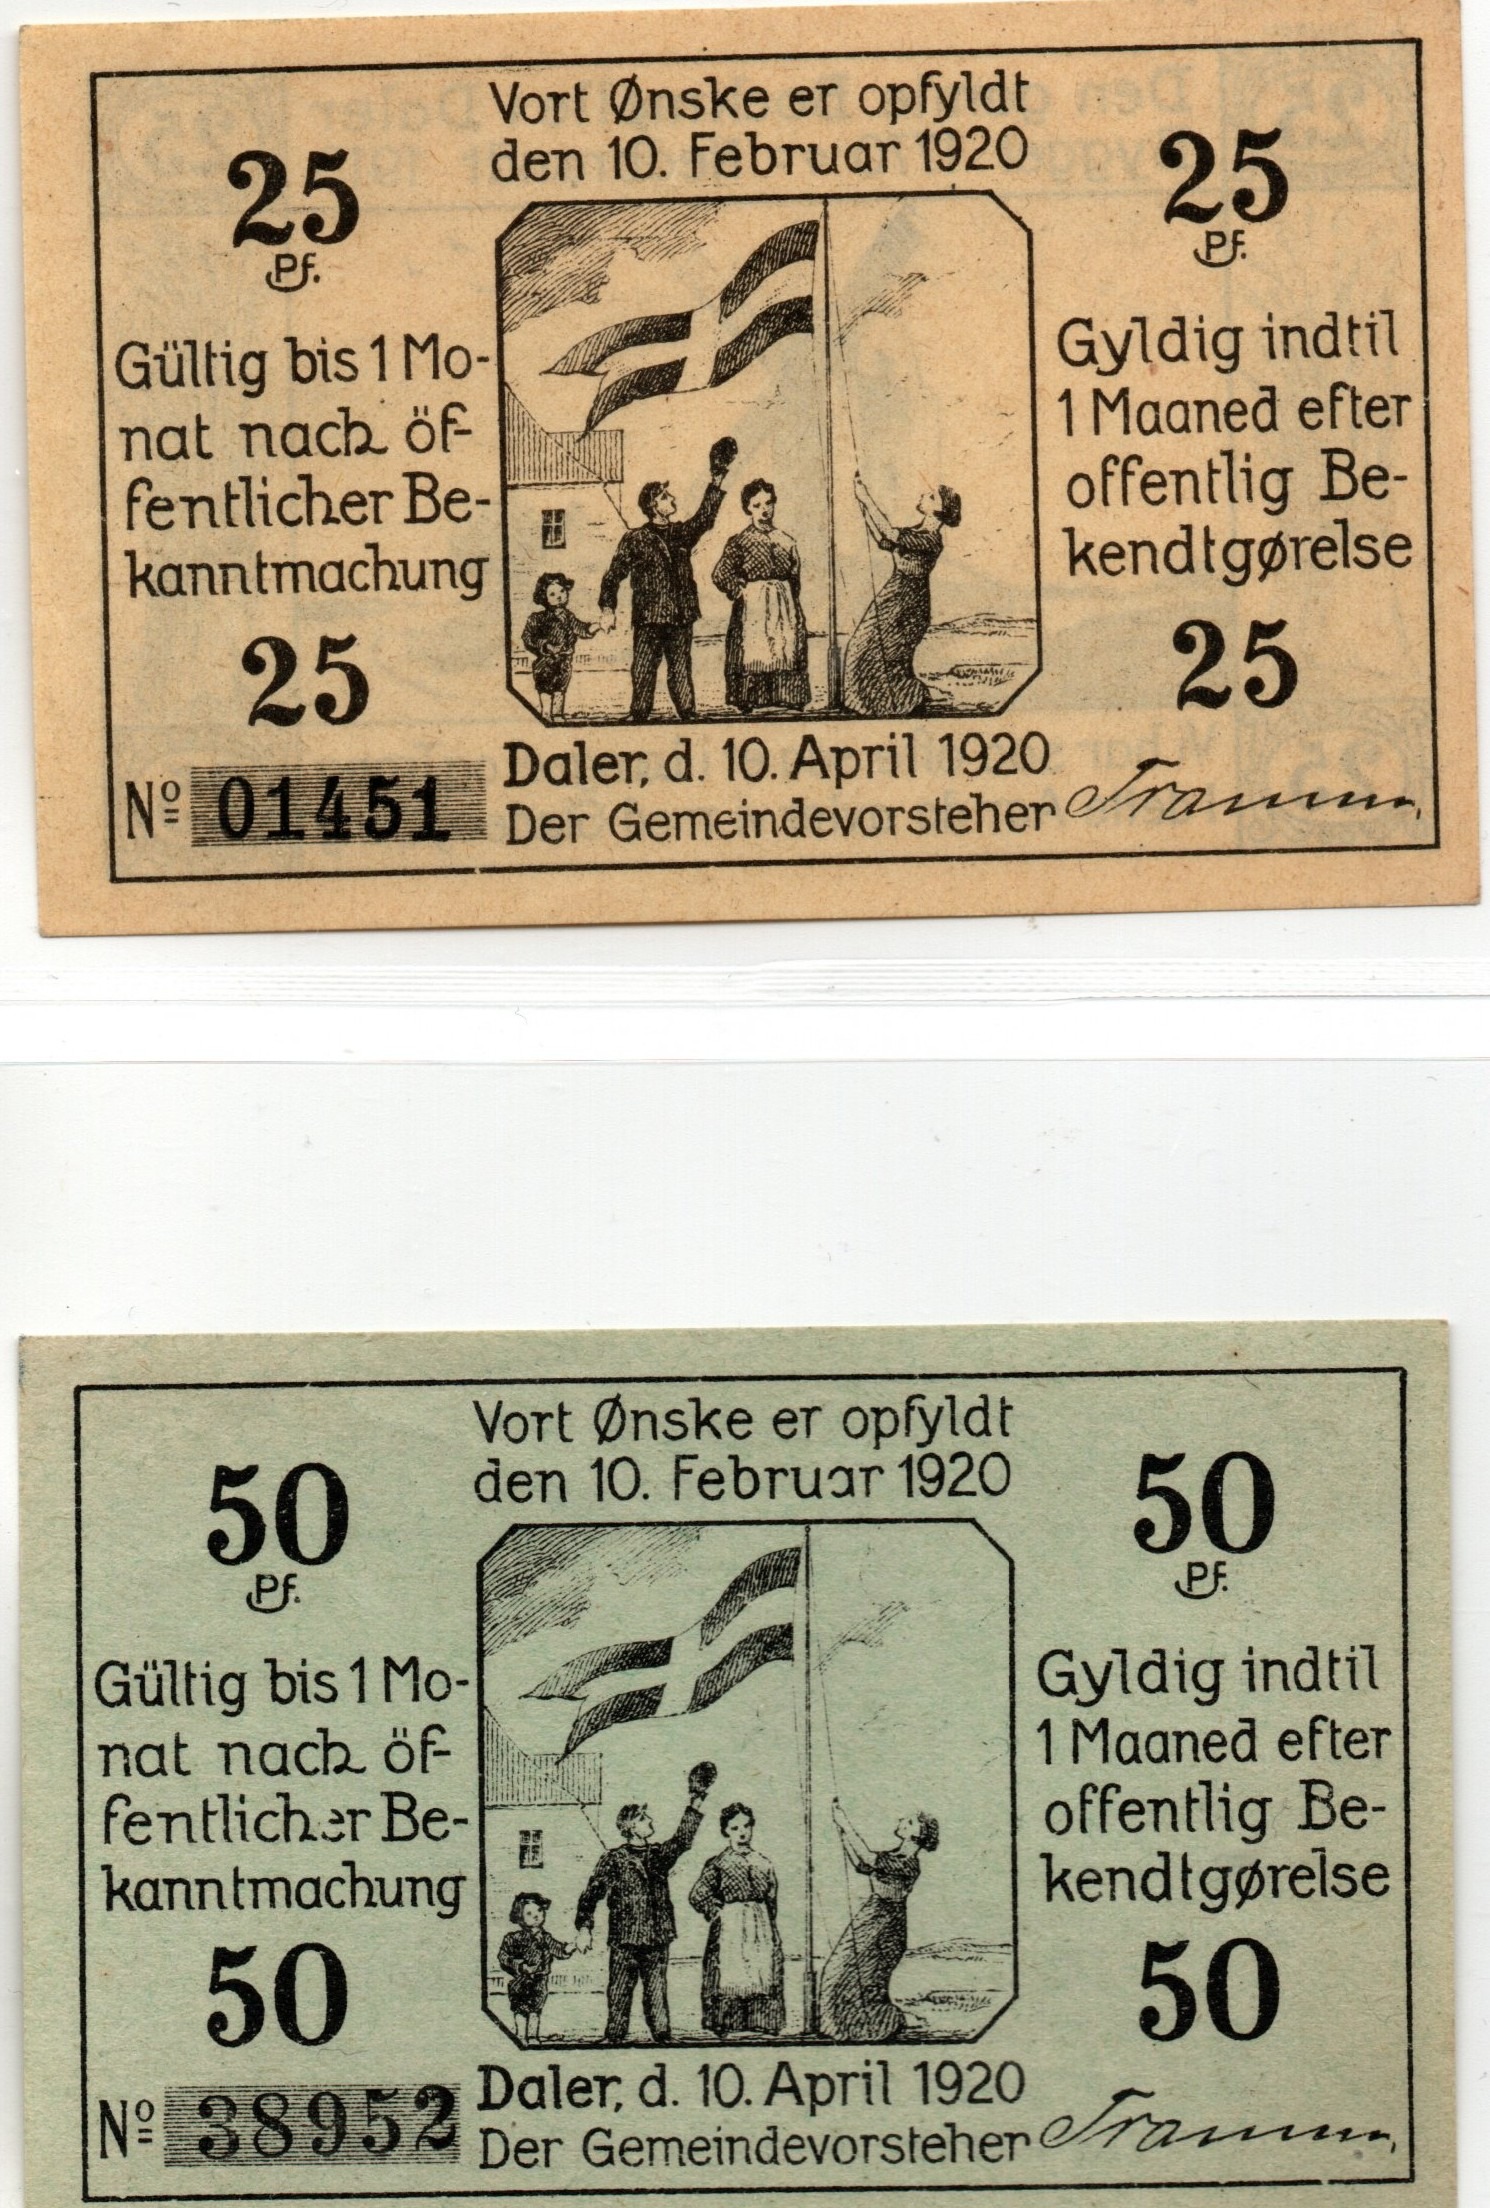 Vort Ønske er opfyldt
den 10. Februar 1920
25
Pf.
Gültig bis 1 Mo-
nat nach öf-
fentlicher Be-
kanntmachung
25
25
Pf.
Gyldig indtil
1 Maaned efter
offentlig Be-
kendtgørelse
25
Nº 01451
Daler, d. 10. April 1920
Der Gemeindevorsteher
Vort Ønske er opfyldt
den 10. Februar 1920
50
Pf.
Gültig bis 1 Mo-
nat nach öf-
fentlicher Be-
kanntmachung
50
50
Pf.
Gyldig indtil
1 Maaned efter
offentlig Be-
kendtgørelse
50
Nº 38952
Daler, d. 10. April 1920
Der Gemeindevorsteher